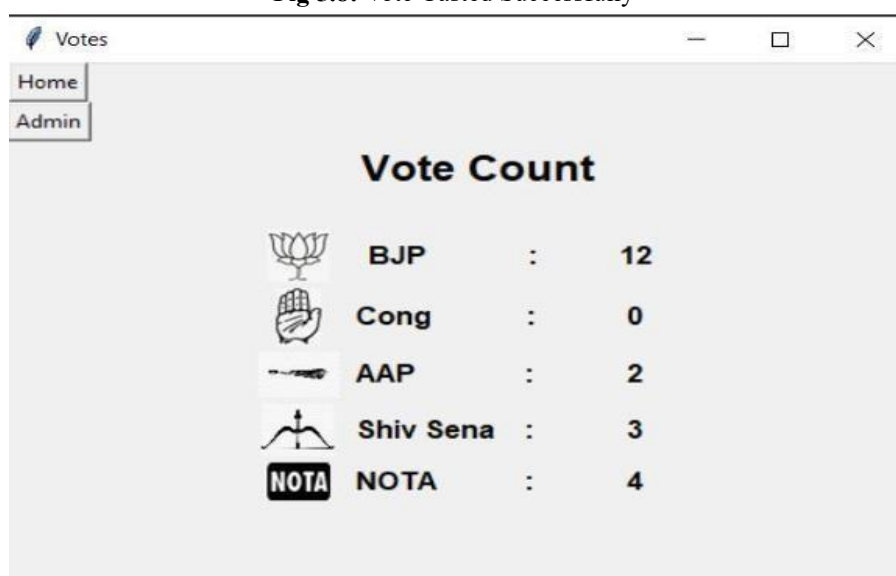 Votes
Home
Admin
Vote Count
BJP : 12
Cong : 0
AAP : 2
Shiv Sena : 3
NOTA NOTA : 4